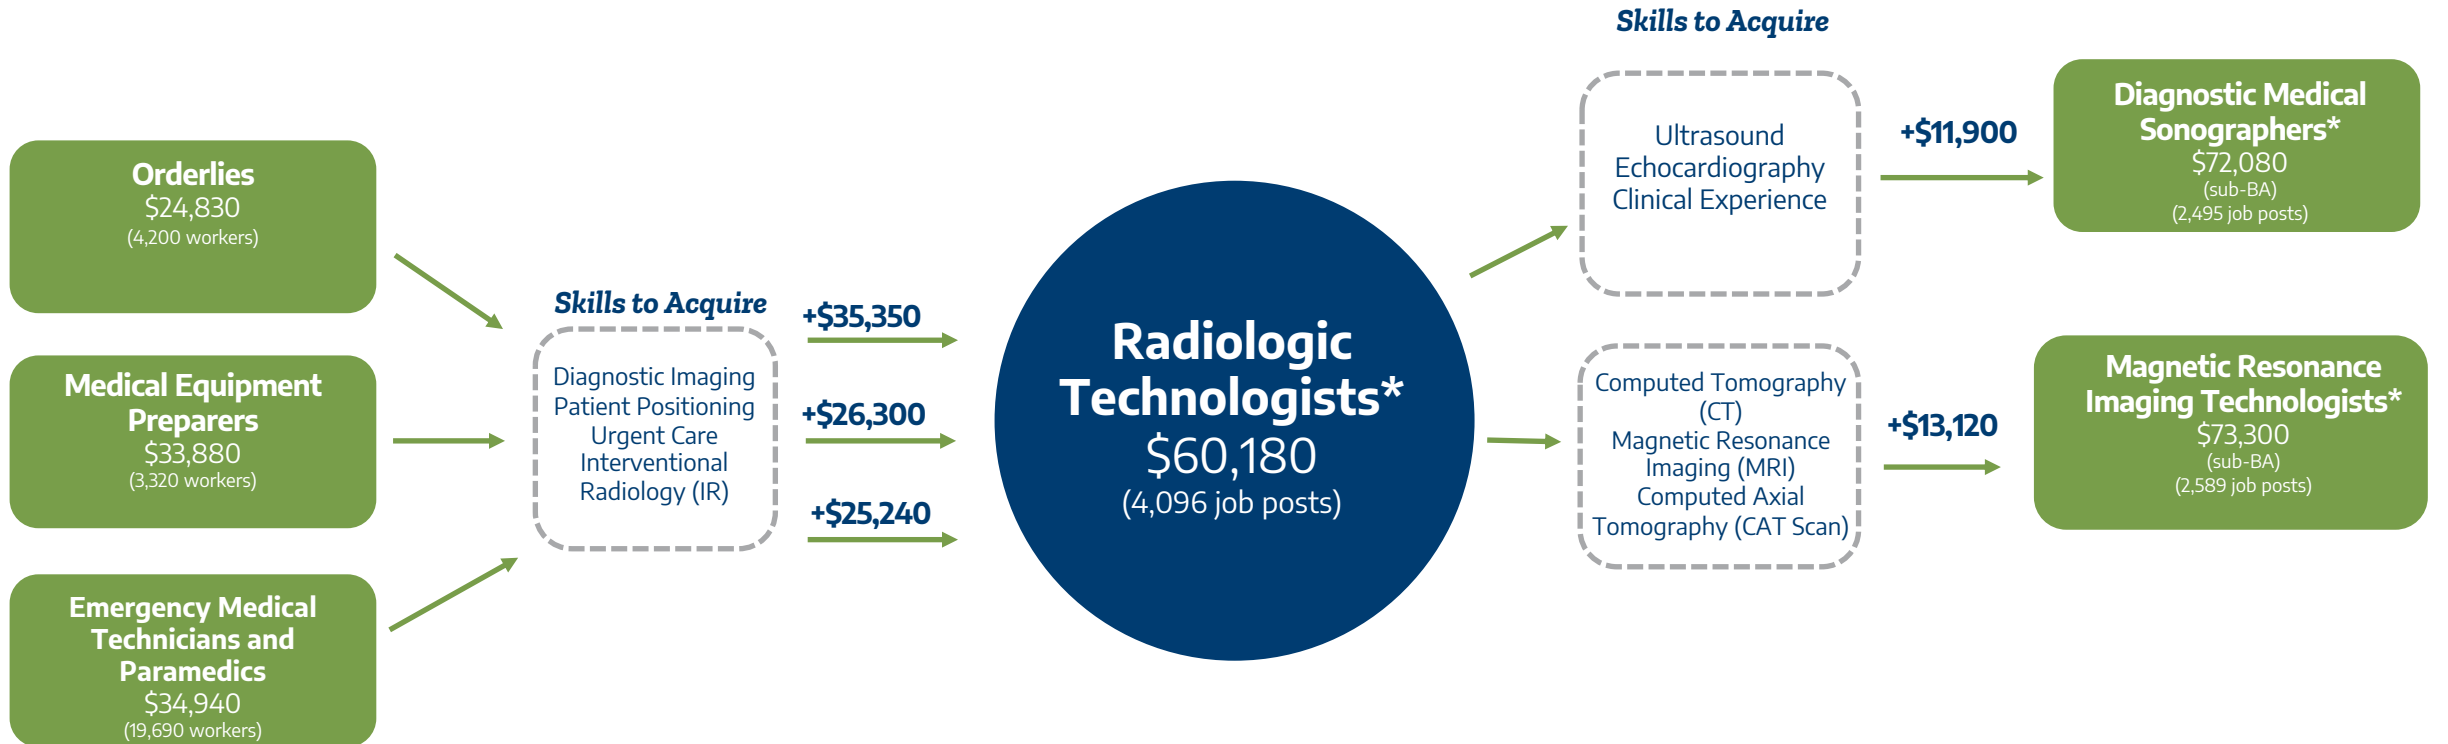 Orderlies
$24,830
(4,200 workers)
Medical Equipment
Preparers
$33,880
(3,320 workers)
Emergency Medical
Technicians and
Paramedics
$34,940
(19,690 workers)
Skills to Acquire
Diagnostic Imaging
Patient Positioning
Urgent Care
Interventional
Radiology (IR)
+$35,350
+$26,300
+$25,240
Radiologic
Technologists*
$60,180
(4,096 job posts)
Skills to Acquire
Ultrasound
Echocardiography
Clinical Experience
+$11,900
Diagnostic Medical
Sonographers*
$72,080
(sub-BA)
(2,495 job posts)
Computed Tomography
(CT)
Magnetic Resonance
Imaging (MRI)
Computed Axial
Tomography (CAT Scan)
+$13,120
Magnetic Resonance
Imaging Technologists*
$73,300
(sub-BA)
(2,589 job posts)